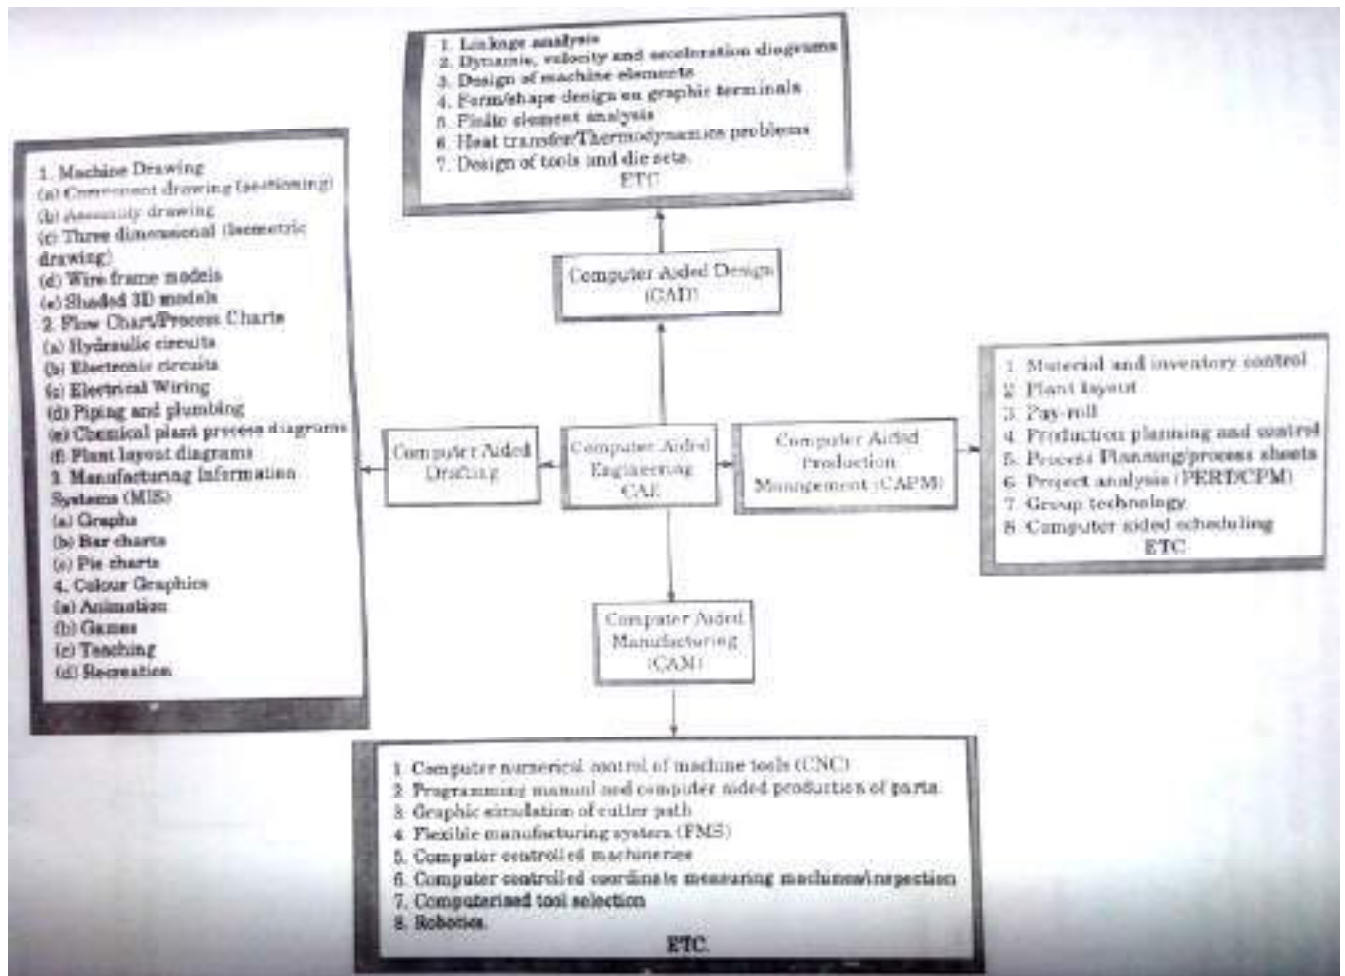 1. Linkage analysis
2. Dynamic, velocity and acceleration diagrams
3. Design of machine elements
4. Form/shape design on graphic terminals
5. Finite element analysis
6. Heat transfer/Thermodynamics problems
7. Design of tools and die sets.
ETC
Computer Aided Design
(CAD)
1. Machine Drawing
(a) Component drawing (sectioning)
(b) Assembly drawing
(c) Three dimensional (Isometric
drawing)
(d) Wire frame models
(e) Shaded 3D models
2. Flow Chart/Process Charts
(a) Hydraulic circuits
(b) Electronic circuits
(c) Electrical Wiring
(d) Piping and plumbing
(e) Chemical plant process diagrams
(f) Plant layout diagrams
3. Manufacturing Information
Systems (MIS)
(a) Graphs
(b) Bar charts
(c) Pie charts
4. Colour Graphics
(a) Animation
(b) Games
(c) Teaching
(d) Recreation
Computer Aided
Drafting
Computer Aided
Engineering
CAE
Computer Aided
Production
Management (CAPM)
1 Material and inventory control
2 Plant layout
3 Pay-roll
4 Production planning and control
5. Process Planning/process sheets
6 Project analysis (PERT/CPM)
7 Group technology
8 Computer aided scheduling
ETC
Computer Aided
Manufacturing
(CAM)
1 Computer numerical control of machine tools (CNC)
2 Programming manual and computer aided production of parts.
3 Graphic simulation of cutter path
4 Flexible manufacturing system (FMS)
5. Computer controlled machineries
6. Computer controlled coordinate measuring machines/inspection
7. Computerised tool selection
8. Robotics.
ETC.